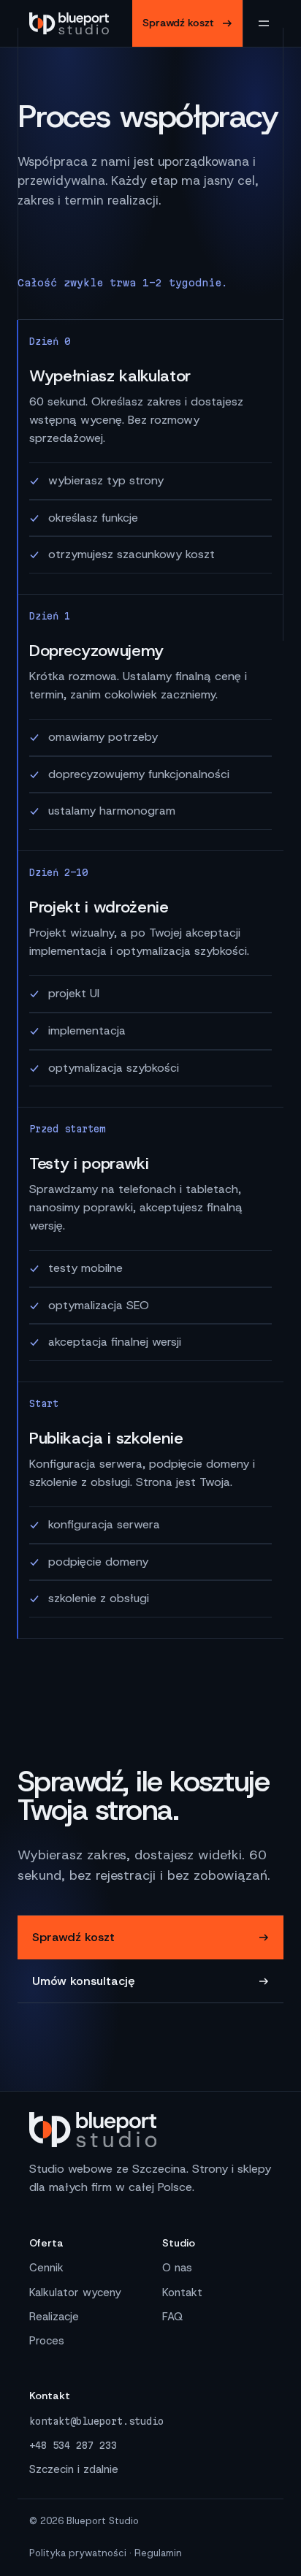 blueport
studio
Sprawdź koszt
Proces współpracy
Współpraca z nami jest uporządkowana i
przewidywalna. Każdy etap ma jasny cel,
zakres i termin realizacji.
Całość zwykle trwa 1–2 tygodnie.
Dzień 0
Wypełniasz kalkulator
60 sekund. Określasz zakres i dostajesz
wstępną wycenę. Bez rozmowy
sprzedażowej.
wybierasz typ strony
określasz funkcje
otrzymujesz szacunkowy koszt
Dzień 1
Doprecyzowujemy
Krótka rozmowa. Ustalamy finalną cenę i
termin, zanim cokolwiek zaczniemy.
omawiamy potrzeby
doprecyzowujemy funkcjonalności
ustalamy harmonogram
Dzień 2–10
Projekt i wdrożenie
Projekt wizualny, a po Twojej akceptacji
implementacja i optymalizacja szybkości.
projekt UI
implementacja
optymalizacja szybkości
Przed startem
Testy i poprawki
Sprawdzamy na telefonach i tabletach,
nanosimy poprawki, akceptujesz finalną
wersję.
testy mobilne
optymalizacja SEO
akceptacja finalnej wersji
Start
Publikacja i szkolenie
Konfiguracja serwera, podpięcie domeny i
szkolenie z obsługi. Strona jest Twoja.
konfiguracja serwera
podpięcie domeny
szkolenie z obsługi
Sprawdź, ile kosztuje
Twoja strona.
Wybierasz zakres, dostajesz widełki. 60
sekund, bez rejestracji i bez zobowiązań.
Sprawdź koszt
Umów konsultację
blueport
studio
Studio webowe ze Szczecina. Strony i sklepy
dla małych firm w całej Polsce.
Oferta
Cennik
Kalkulator wyceny
Realizacje
Proces
Studio
O nas
Kontakt
FAQ
Kontakt
kontakt@blueport.studio
+48 534 287 233
Szczecin i zdalnie
© 2026 Blueport Studio
Polityka prywatności · Regulamin